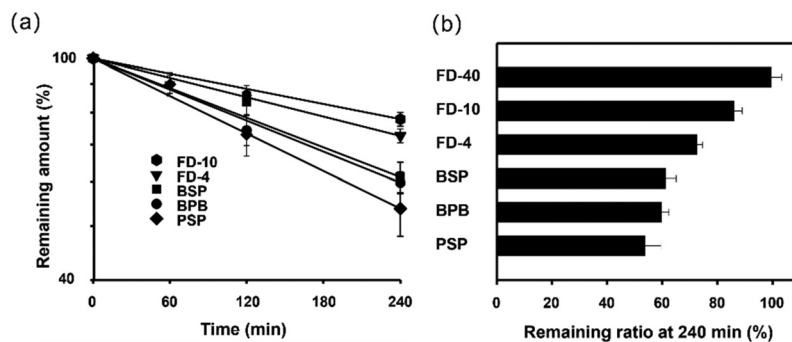 (a)
100
40
Remaining amount (%)
FD-10
FD-4
BSP
BPB
PSP
0 60 120 180 240
Time (min)
(b)
FD-40
FD-10
FD-4
BSP
BPB
PSP
0 20 40 60 80 100
Remaining ratio at 240 min (%)